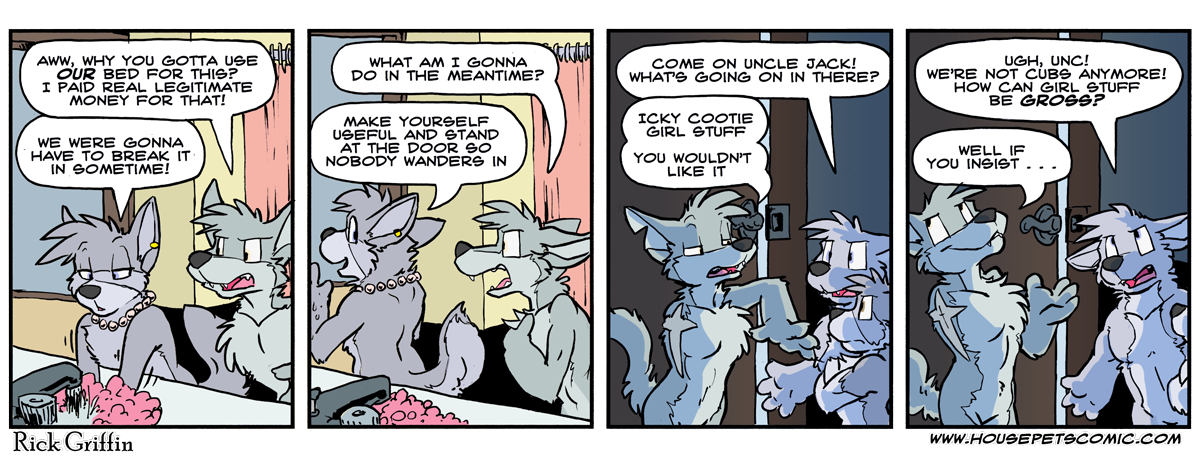 AWW, WHY YOU GOTTA USE
OUR BED FOR THIS?
I PAID REAL LEGITIMATE
MONEY FOR THAT!
WE WERE GONNA
HAVE TO BREAK IT
IN SOMETIME!
WHAT AM I GONNA
DO IN THE MEANTIME?
MAKE YOURSELF
USEFUL AND STAND
AT THE DOOR SO
NOBODY WANDERS IN
COME ON UNCLE JACK!
WHAT'S GOING ON IN THERE?
ICKY COOTIE
GIRL STUFF
YOU WOULDN'T
LIKE IT
UGH, UNC!
WE'RE NOT CUBS ANYMORE!
HOW CAN GIRL STUFF
BE GROSS?
WELL IF
YOU INSIST . . .
Rick Griffin
WWW.HOUSEPETSCOMIC.COM